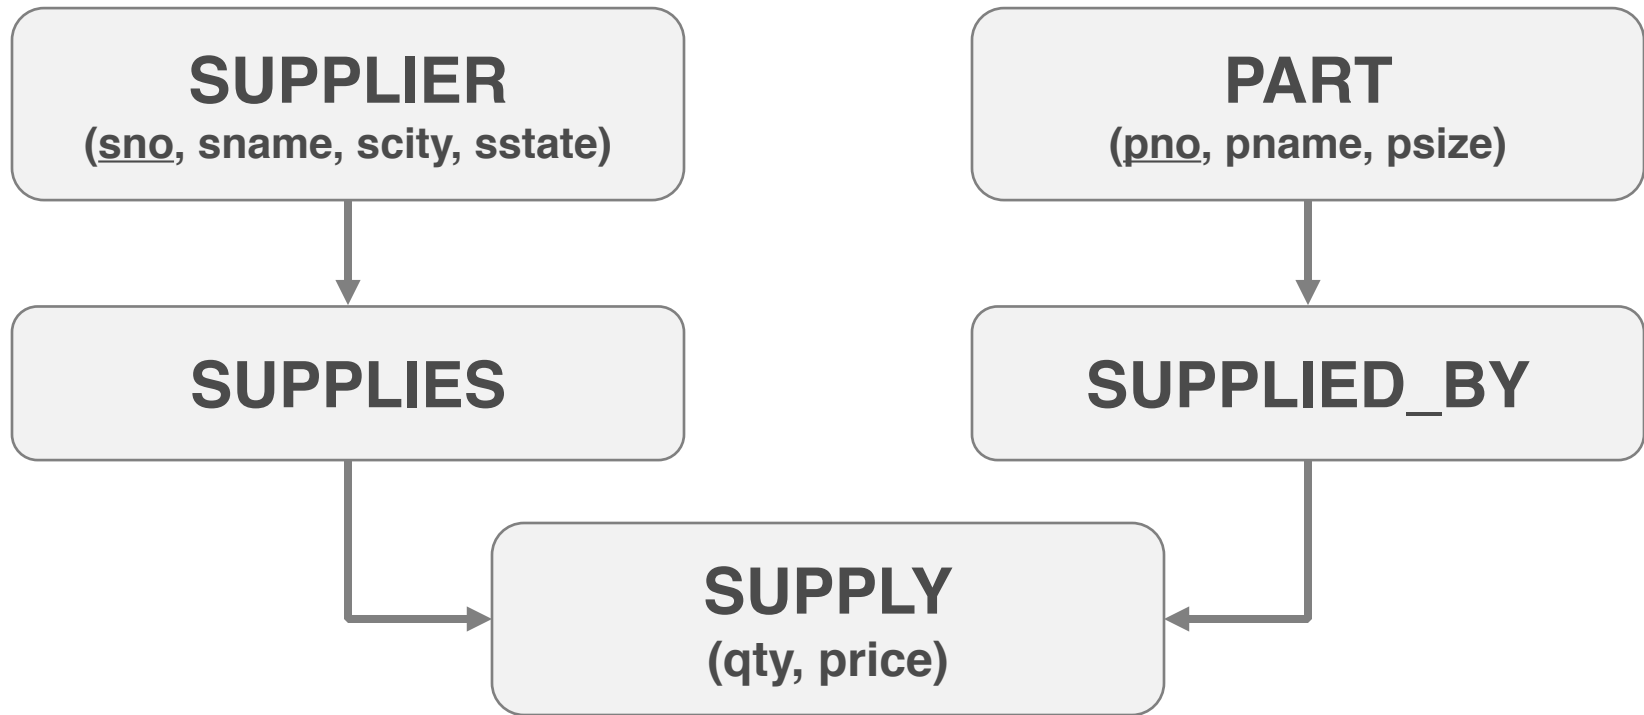 SUPPLIER
(sno, sname, scity, sstate)
PART
(pno, pname, psize)
SUPPLIES
SUPPLIED_BY
SUPPLY
(qty, price)